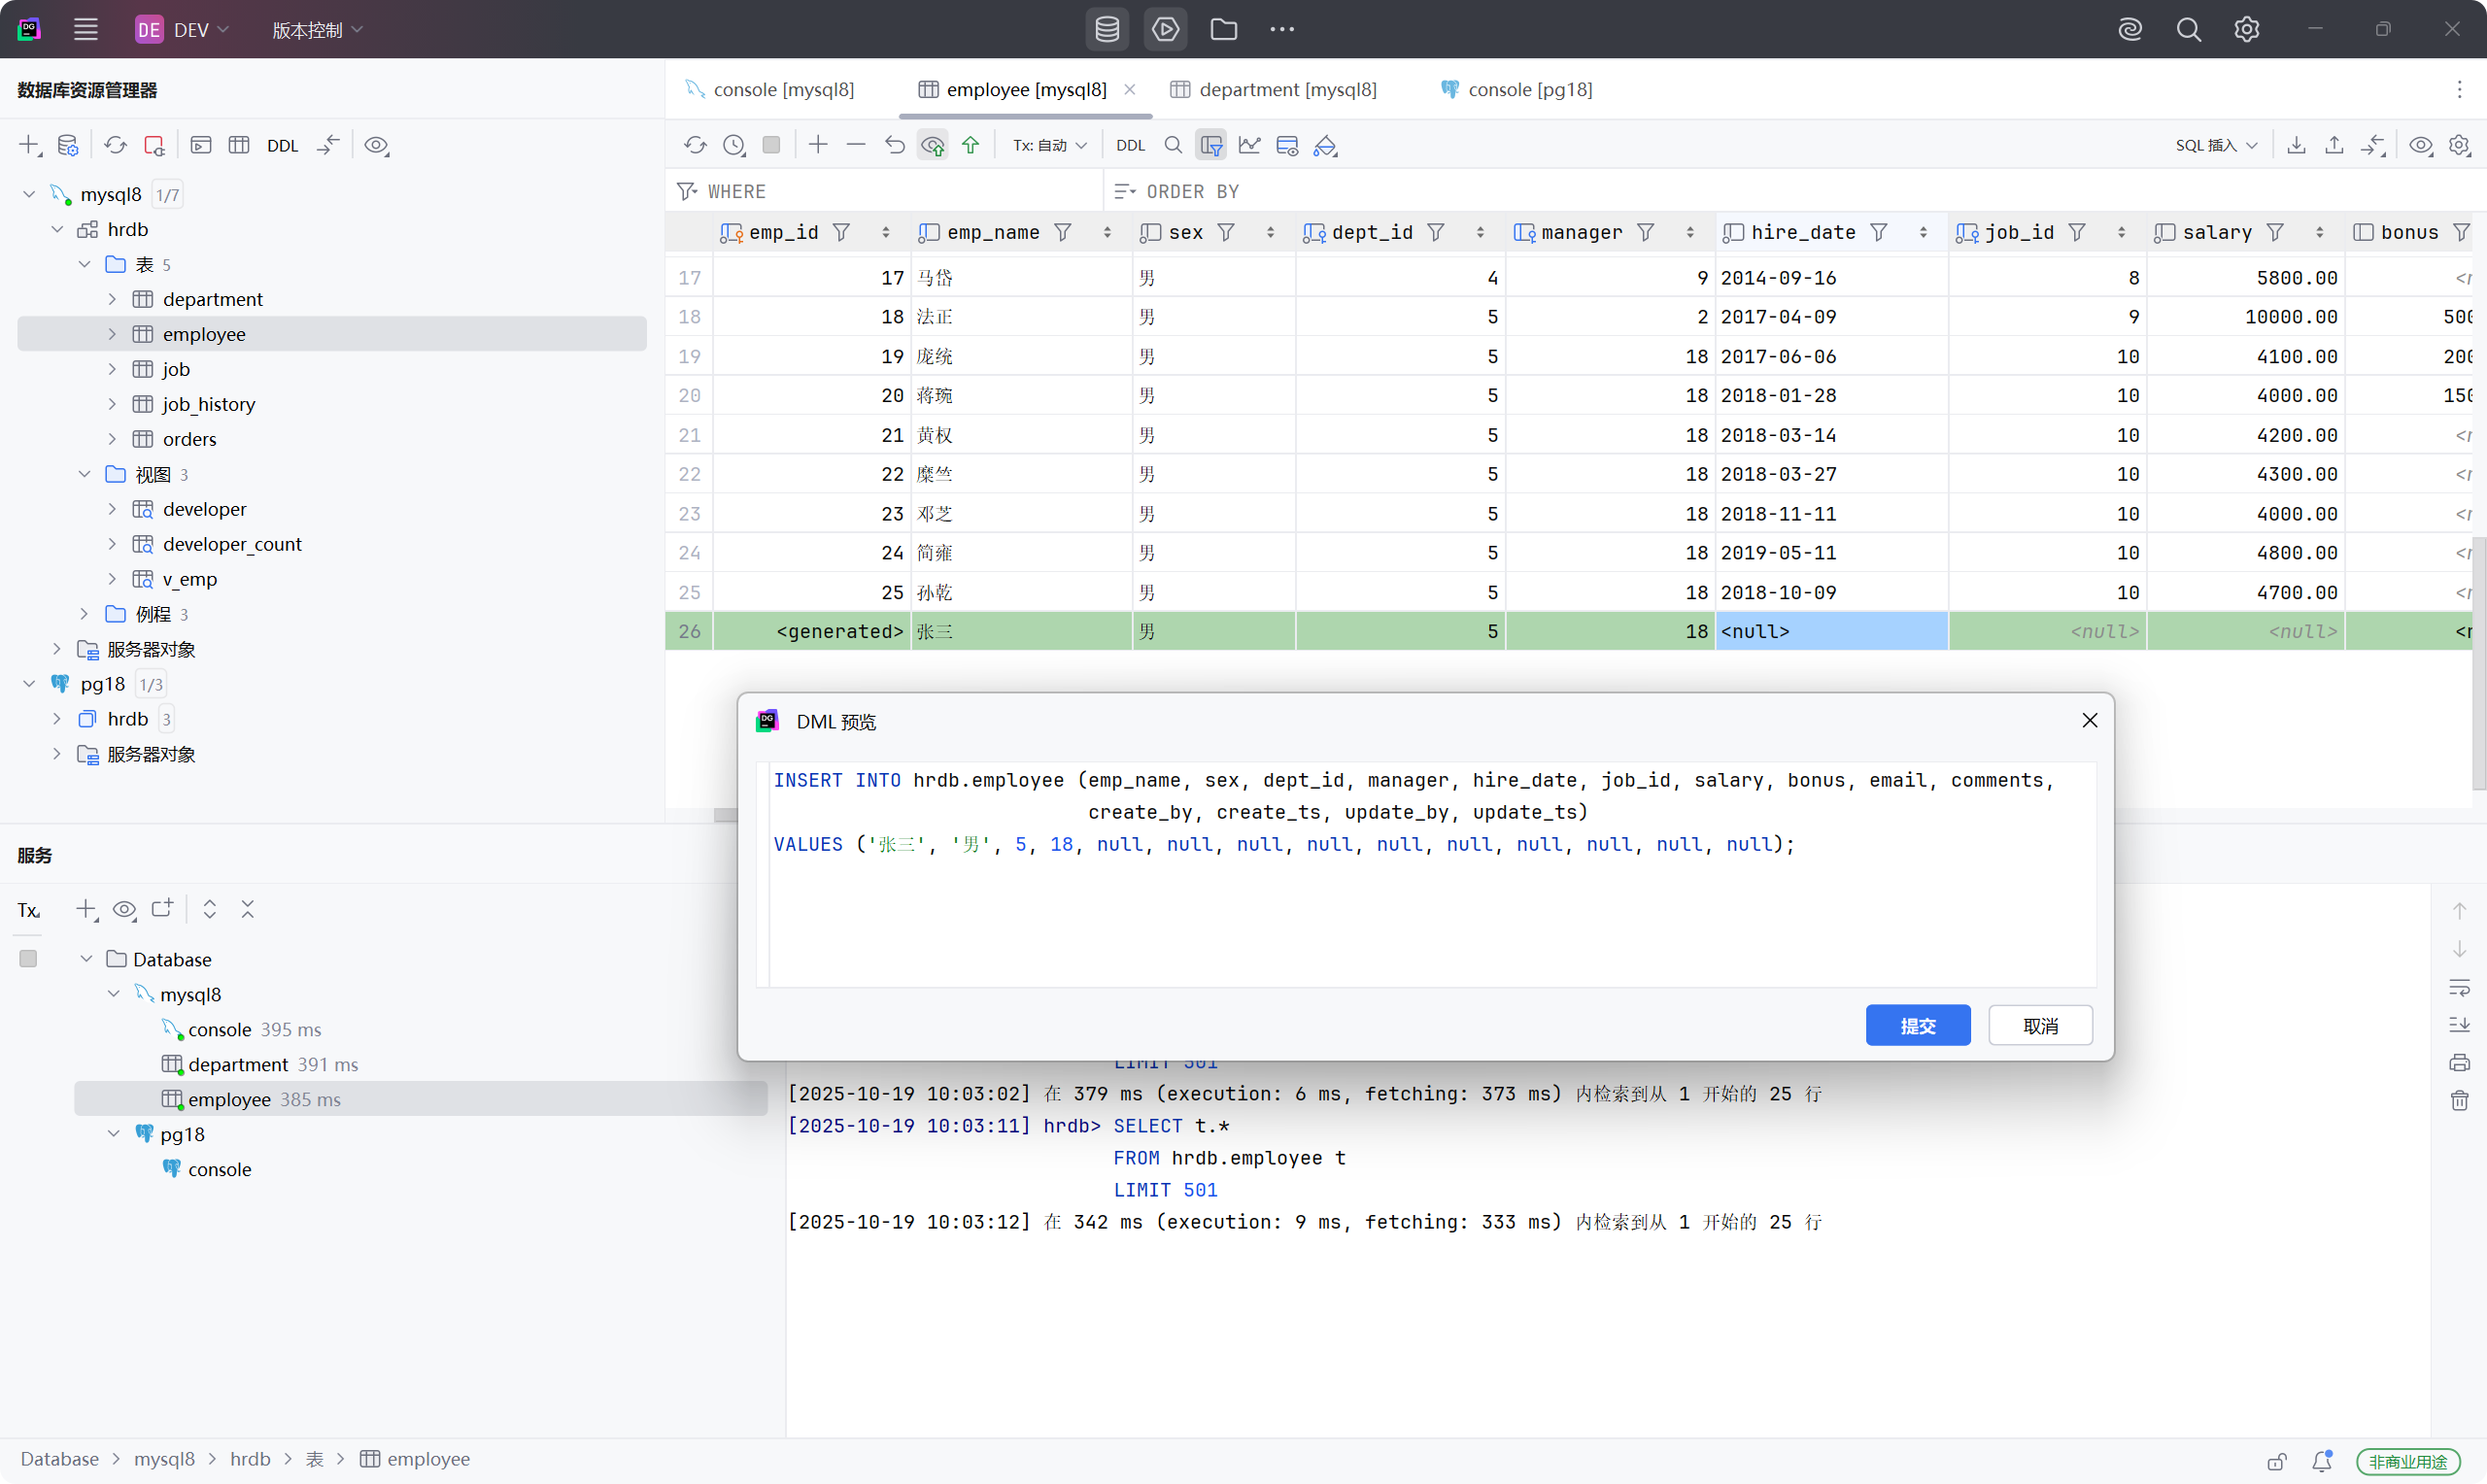 DE DEV 版本控制
数据库资源管理器
DDL
mysql8 1/7
hrdb
表 5
department
employee
job
job_history
orders
视图 3
developer
developer_count
v_emp
例程 3
服务器对象
pg18 1/3
hrdb 3
服务器对象
console [mysql8] employee [mysql8] department [mysql8] console [pg18]
Tx: 自动 DDL SQL 插入
WHERE ORDER BY
emp_id emp_name sex dept_id manager hire_date job_id salary bonus
17 17 马岱 男 4 9 2014-09-16 8 5800.00
18 18 法正 男 5 2 2017-04-09 9 10000.00 500
19 19 庞统 男 5 18 2017-06-06 10 4100.00 200
20 20 蒋琬 男 5 18 2018-01-28 10 4000.00 150
21 21 黄权 男 5 18 2018-03-14 10 4200.00
22 22 糜竺 男 5 18 2018-03-27 10 4300.00
23 23 邓芝 男 5 18 2018-11-11 10 4000.00
24 24 简雍 男 5 18 2019-05-11 10 4800.00
25 25 孙乾 男 5 18 2018-10-09 10 4700.00
26 <generated> 张三 男 5 18 <null> <null> <null>
DML 预览
INSERT INTO hrdb.employee (emp_name, sex, dept_id, manager, hire_date, job_id, salary, bonus, email, comments,
create_by, create_ts, update_by, update_ts)
VALUES ('张三', '男', 5, 18, null, null, null, null, null, null, null, null, null, null);
提交 取消
服务
Tx
Database
mysql8
console 395 ms
department 391 ms
employee 385 ms
pg18
console
LIMIT 501
[2025-10-19 10:03:02] 在 379 ms (execution: 6 ms, fetching: 373 ms) 内检索到从 1 开始的 25 行
[2025-10-19 10:03:11] hrdb> SELECT t.*
FROM hrdb.employee t
LIMIT 501
[2025-10-19 10:03:12] 在 342 ms (execution: 9 ms, fetching: 333 ms) 内检索到从 1 开始的 25 行
Database mysql8 hrdb 表 employee
非商业用途